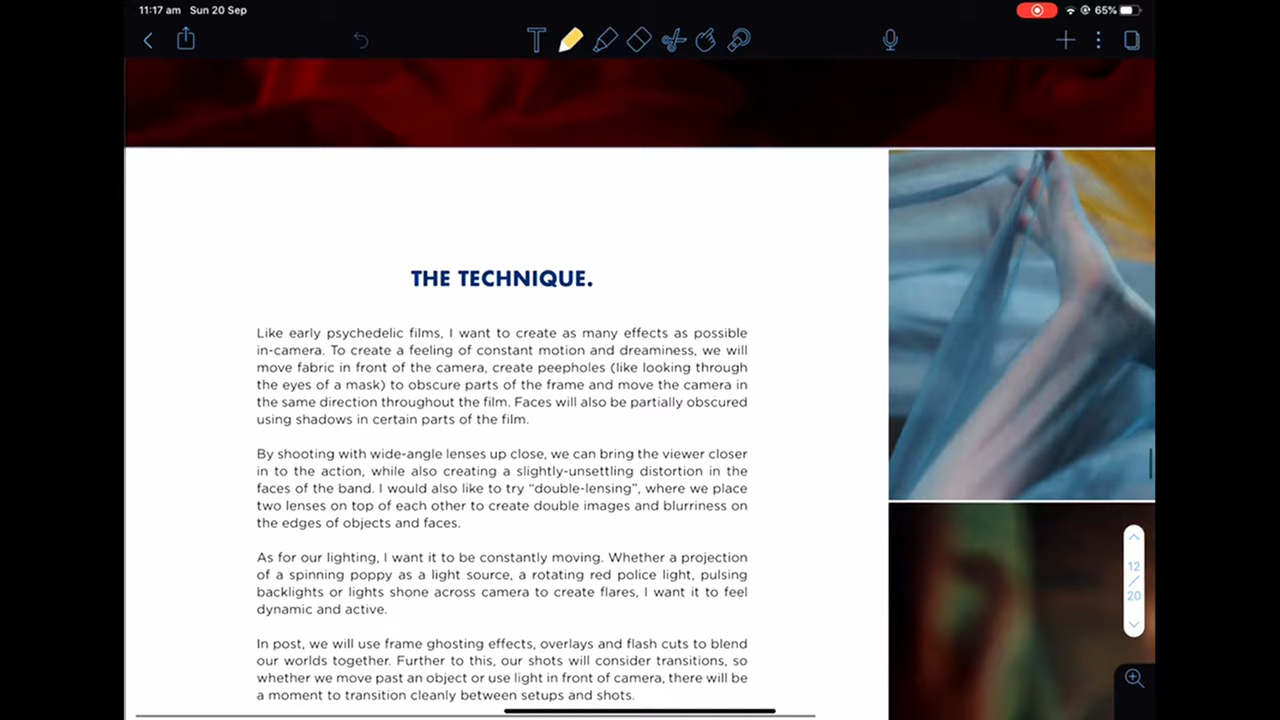 11:17 am Sun 20 Sep
65%
THE TECHNIQUE.
Like early psychedelic films, I want to create as many effects as possible
in-camera. To create a feeling of constant motion and dreaminess, we will
move fabric in front of the camera, create peepholes (like looking through
the eyes of a mask) to obscure parts of the frame and move the camera in
the same direction throughout the film. Faces will also be partially obscured
using shadows in certain parts of the film.
By shooting with wide-angle lenses up close, we can bring the viewer closer
in to the action, while also creating a slightly-unsettling distortion in the
faces of the band. I would also like to try “double-lensing”, where we place
two lenses on top of each other to create double images and blurriness on
the edges of objects and faces.
As for our lighting, I want it to be constantly moving. Whether a projection
of a spinning poppy as a light source, a rotating red police light, pulsing
backlights or lights shone across camera to create flares, I want it to feel
dynamic and active.
In post, we will use frame ghosting effects, overlays and flash cuts to blend
our worlds together. Further to this, our shots will consider transitions, so
whether we move past an object or use light in front of camera, there will be
a moment to transition cleanly between setups and shots.
12
/
20